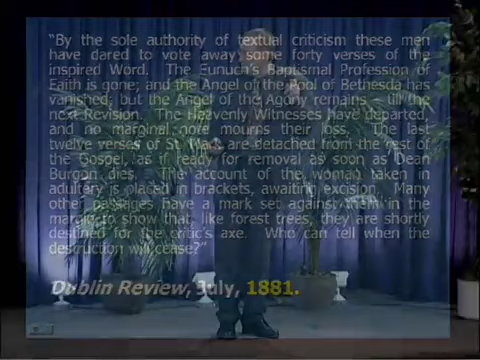 “By the sole authority of textual criticism these men
have dared to vote away some forty verses of the
inspired Word. The Eunuch’s Baptismal Profession of
Faith is gone; and the Angel of the Pool of Bethesda has
vanished; but the Angel of the Agony remains – till the
next Revision. The Heavenly Witnesses have departed,
and no marginal note mourns their loss. The last
twelve verses of St. Mark are detached from the rest of
the Gospel, as if ready for removal as soon as Dean
Burgon dies. The account of the woman taken in
adultary is placed in brackets, awaiting excision. Many
other passages have a mark set against them in the
margin to show that, like forest trees, they are shortly
destined for the critic’s axe. Who can tell when the
destruction will cease?”
Dublin Review, July, 1881.